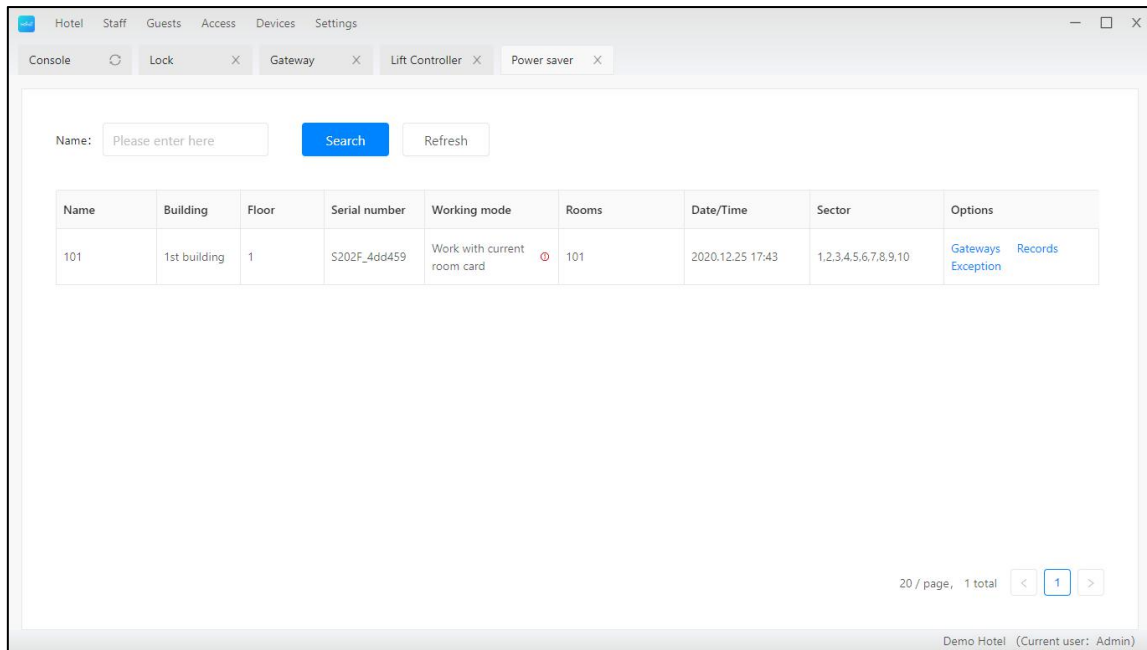 Hotel Staff Guests Access Devices Settings
Console Lock Gateway Lift Controller Power saver
Name: Please enter here Search Refresh
Name Building Floor Serial number Working mode Rooms Date/Time Sector Options
101 1st building 1 S202F_4dd459 Work with current room card 101 2020.12.25 17:43 1,2,3,4,5,6,7,8,9,10 Gateways Records Exception
20 / page, 1 total < 1 >
Demo Hotel (Current user: Admin)